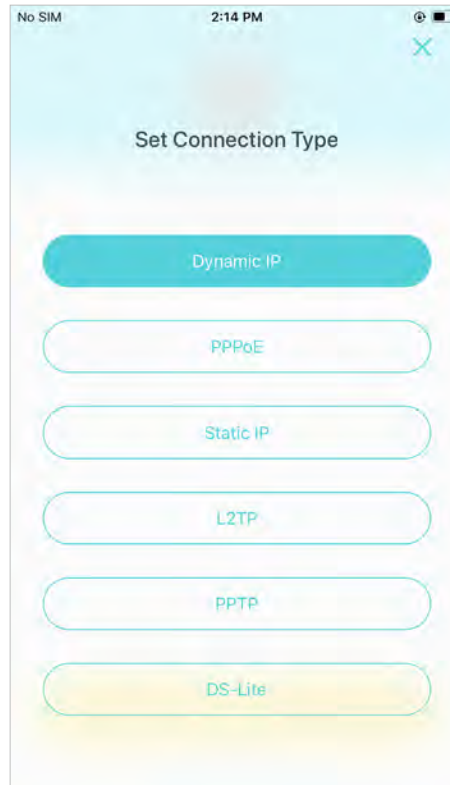 No SIM 2:14 PM
Set Connection Type
Dynamic IP
PPPoE
Static IP
L2TP
PPTP
DS-Lite